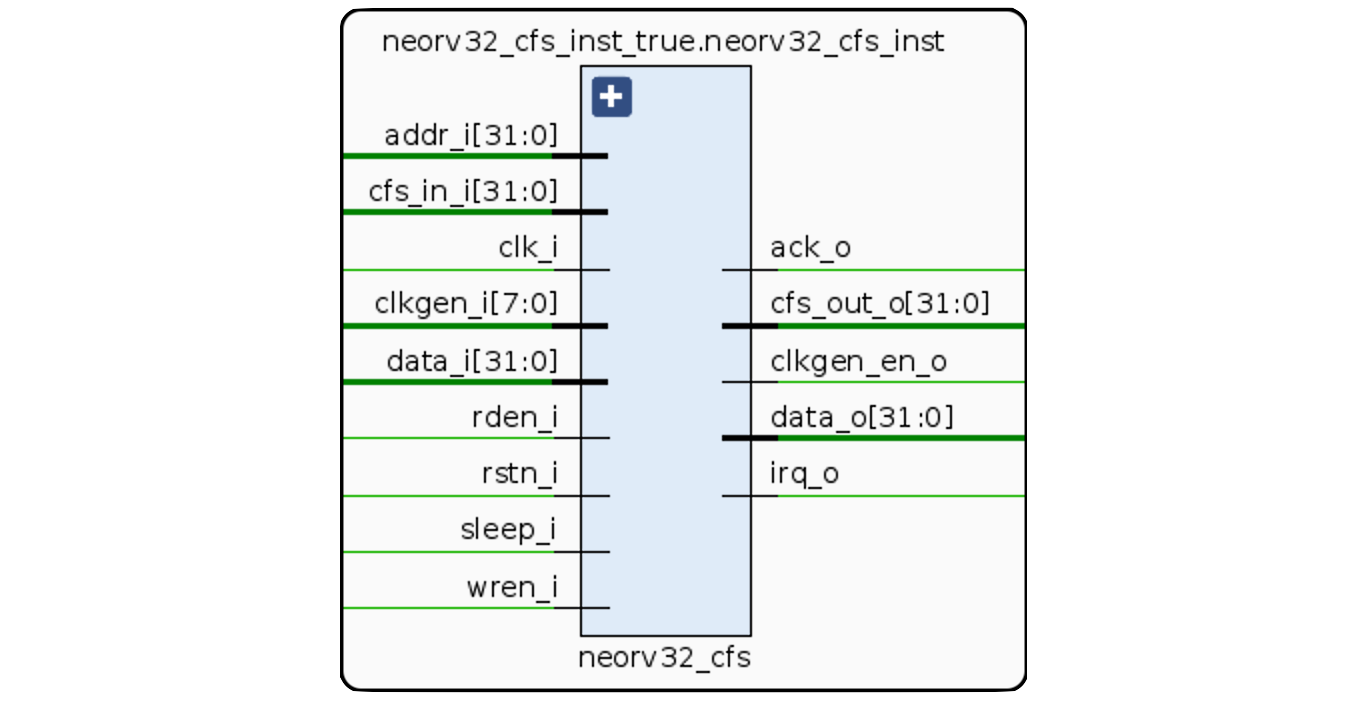 neorv32_cfs_inst_true.neorv32_cfs_inst
addr_i[31:0]
cfs_in_i[31:0]
clk_i
clkgen_i[7:0]
data_i[31:0]
rden_i
rstn_i
sleep_i
wren_i
ack_o
cfs_out_o[31:0]
clkgen_en_o
data_o[31:0]
irq_o
neorv32_cfs